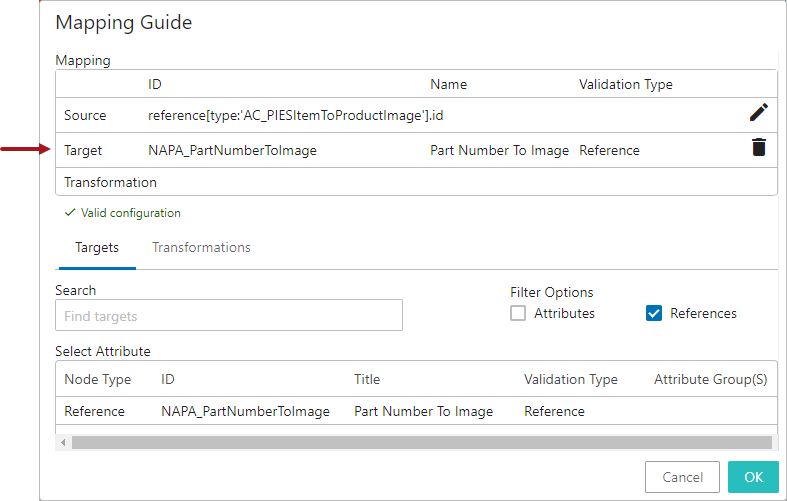 Mapping Guide
Mapping
ID Name Validation Type
Source reference[type:'AC_PIESItemToProductImage'].id
Target NAPA_PartNumberToImage Part Number To Image Reference
Transformation
Valid configuration
Targets Transformations
Search
Filter Options
Find targets
Attributes References
Select Attribute
Node Type ID Title Validation Type Attribute Group(S)
Reference NAPA_PartNumberToImage Part Number To Image Reference
Cancel OK